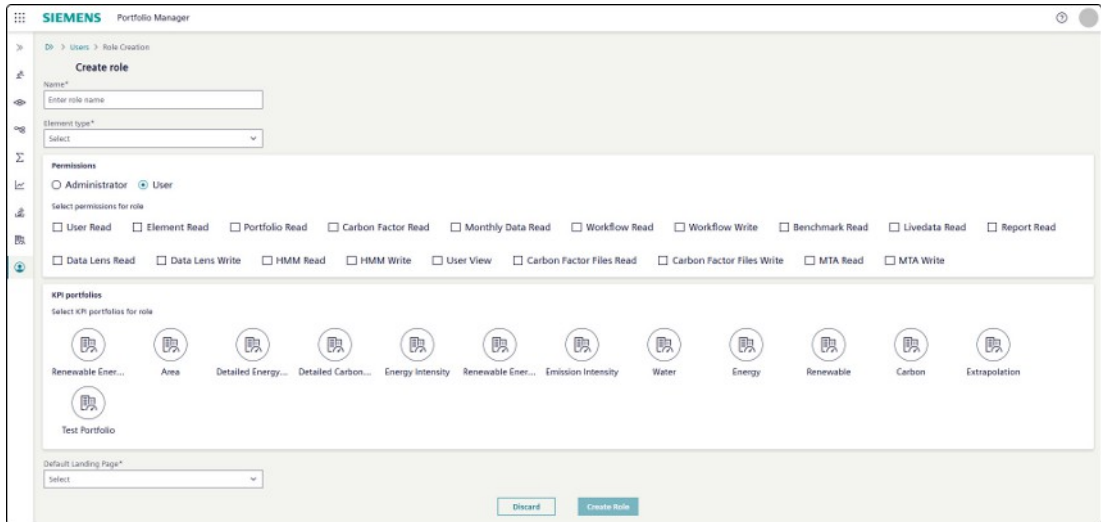 SIEMENS Portfolio Manager
> Users > Role Creation
Create role
Name*
Enter role name
Element type*
Select
Permissions
Administrator User
Select permissions for role
User Read Element Read Portfolio Read Carbon Factor Read Monthly Data Read Workflow Read Workflow Write Benchmark Read Livedata Read Report Read
Data Lens Read Data Lens Write HMM Read HMM Write User View Carbon Factor Files Read Carbon Factor Files Write MTA Read MTA Write
KPI portfolios
Select KPI portfolios for role
Renewable Ener... Area Detailed Energy... Detailed Carbon... Energy Intensity Renewable Ener... Emission Intensity Water Energy Renewable Carbon Extrapolation
Test Portfolio
Default Landing Page*
Select
Discard Create Role